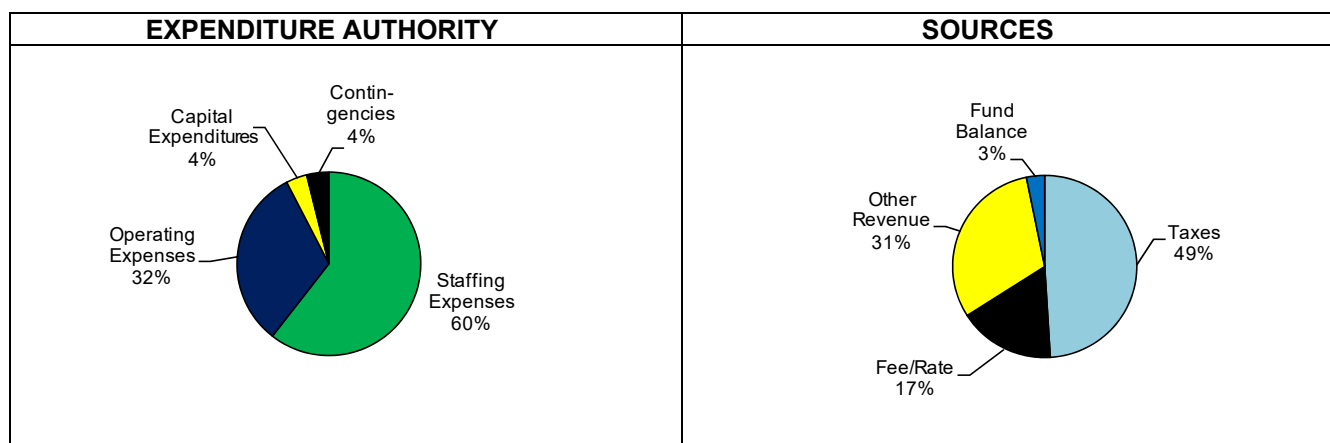 EXPENDITURE AUTHORITY
Contin-
gencies
4%
Capital
Expenditures
4%
Operating
Expenses
32%
Staffing
Expenses
60%
SOURCES
Fund
Balance
3%
Other
Revenue
31%
Taxes
49%
Fee/Rate
17%